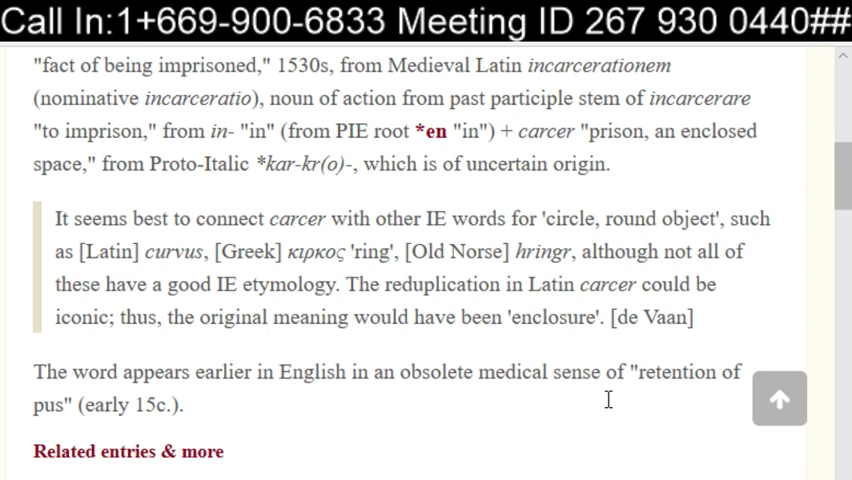 Call In:1+669-900-6833 Meeting ID 267 930 0440##
"fact of being imprisoned," 1530s, from Medieval Latin incarcerationem
(nominative incarceratio), noun of action from past participle stem of incarcerare
"to imprison," from in- "in" (from PIE root *en "in") + carcer "prison, an enclosed
space," from Proto-Italic *kar-kr(o)-, which is of uncertain origin.
It seems best to connect carcer with other IE words for 'circle, round object', such
as [Latin] curvus, [Greek] κιρκος 'ring', [Old Norse] hringr, although not all of
these have a good IE etymology. The reduplication in Latin carcer could be
iconic; thus, the original meaning would have been 'enclosure'. [de Vaan]
The word appears earlier in English in an obsolete medical sense of "retention of
pus" (early 15c.).
Related entries & more